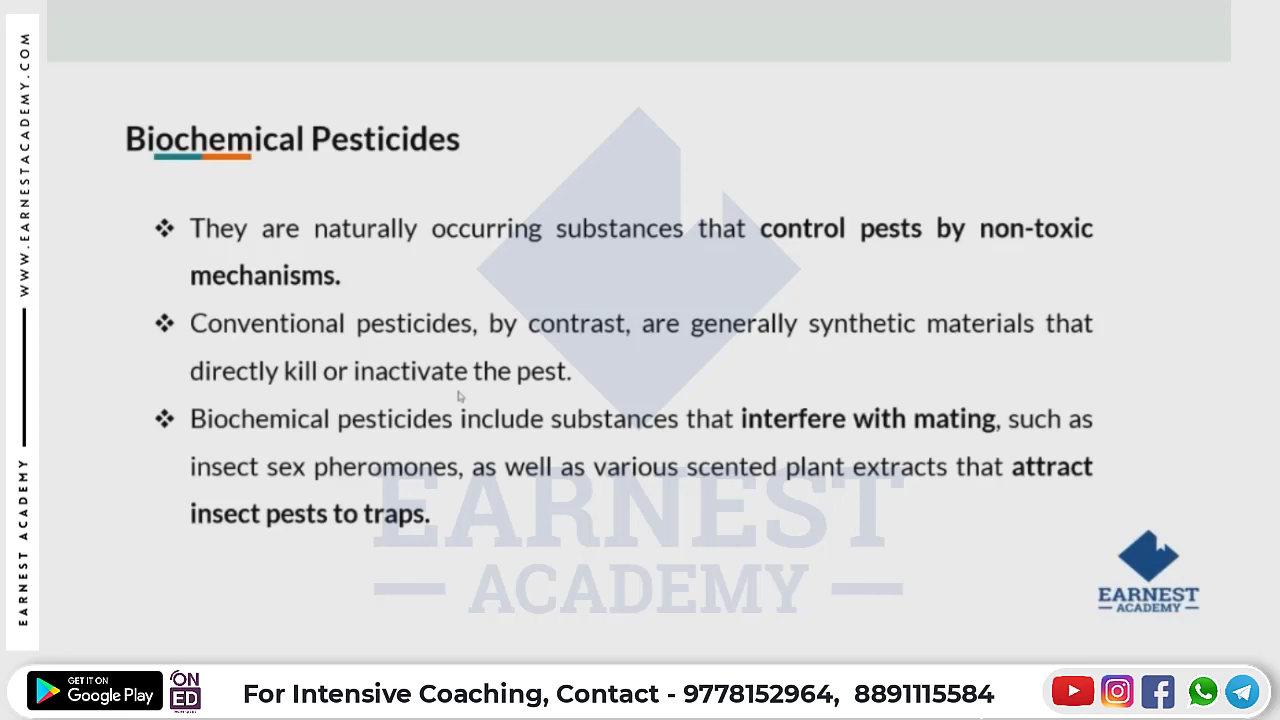 WWW.EARNESTACADEMY.COM
EARNEST ACADEMY
Biochemical Pesticides
❖ They are naturally occurring substances that control pests by non-toxic
mechanisms.
❖ Conventional pesticides, by contrast, are generally synthetic materials that
directly kill or inactivate the pest.
❖ Biochemical pesticides include substances that interfere with mating, such as
insect sex pheromones, as well as various scented plant extracts that attract
insect pests to traps.
EARNEST
ACADEMY
EARNEST
ACADEMY
GET IT ON
Google Play
ON
ED
For Intensive Coaching, Contact - 9778152964, 8891115584